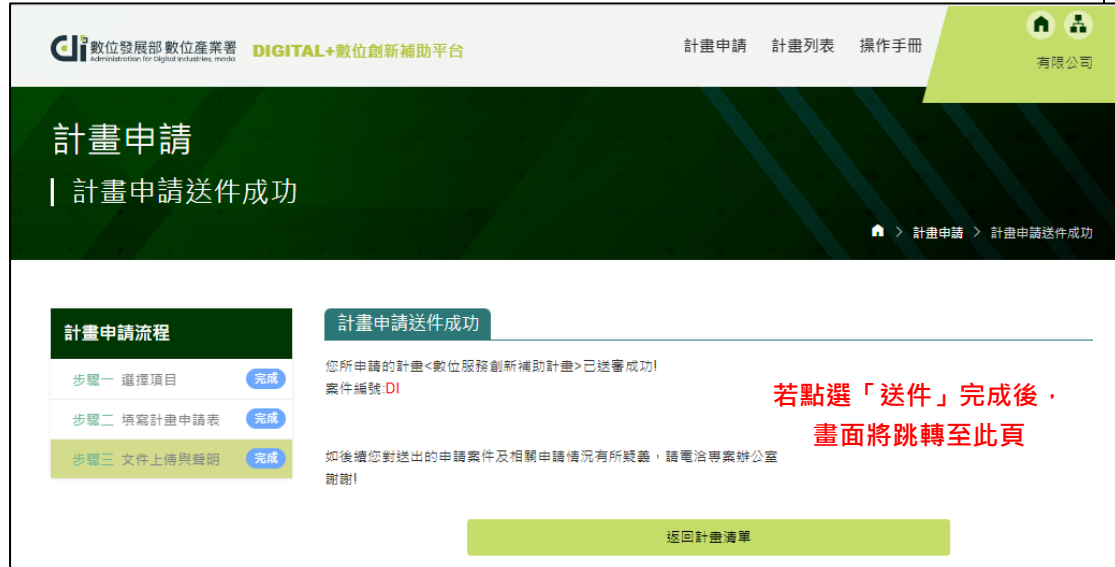 數位發展部 數位產業署
Administration for Digital Industries, moda
DIGITAL+數位創新補助平台
計畫申請 計畫列表 操作手冊
有限公司
計畫申請
計畫申請送件成功
計畫申請 > 計畫申請送件成功
計畫申請流程
步驟一 選擇項目 完成
步驟二 填寫計畫申請表 完成
步驟三 文件上傳與聲明 完成
計畫申請送件成功
您所申請的計畫<數位服務創新補助計畫>已送審成功!
案件編號:DI
若點選「送件」完成後，
畫面將跳轉至此頁
如後續您對送出的申請案件及相關申請情況有所疑義，請電洽專案辦公室
謝謝!
返回計畫清單